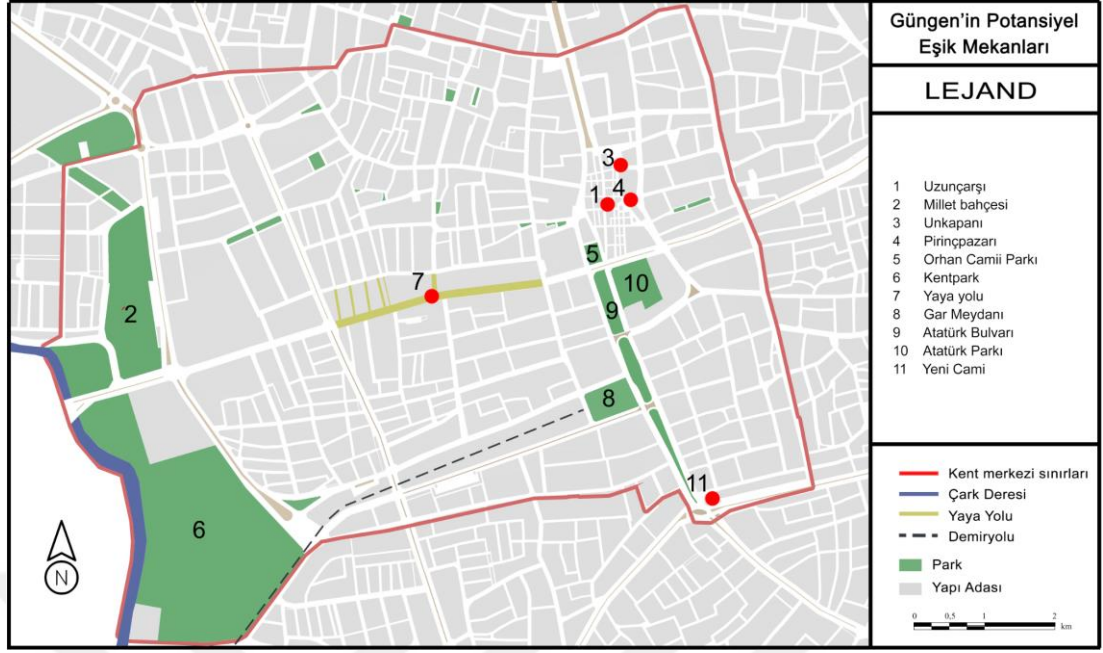 Güngen’in Potansiyel
Eşik Mekanları
LEJAND
1 Uzunçarşı
2 Millet bahçesi
3 Unkapanı
4 Pirinçpazarı
5 Orhan Camii Parkı
6 Kentpark
7 Yaya yolu
8 Gar Meydanı
9 Atatürk Bulvarı
10 Atatürk Parkı
11 Yeni Cami
Kent merkezi sınırları
Çark Deresi
Yaya Yolu
Demiryolu
Park
Yapı Adası
0 0,5 1 2
km
3
1 4
5
7
10
2
9
8
11
6
N